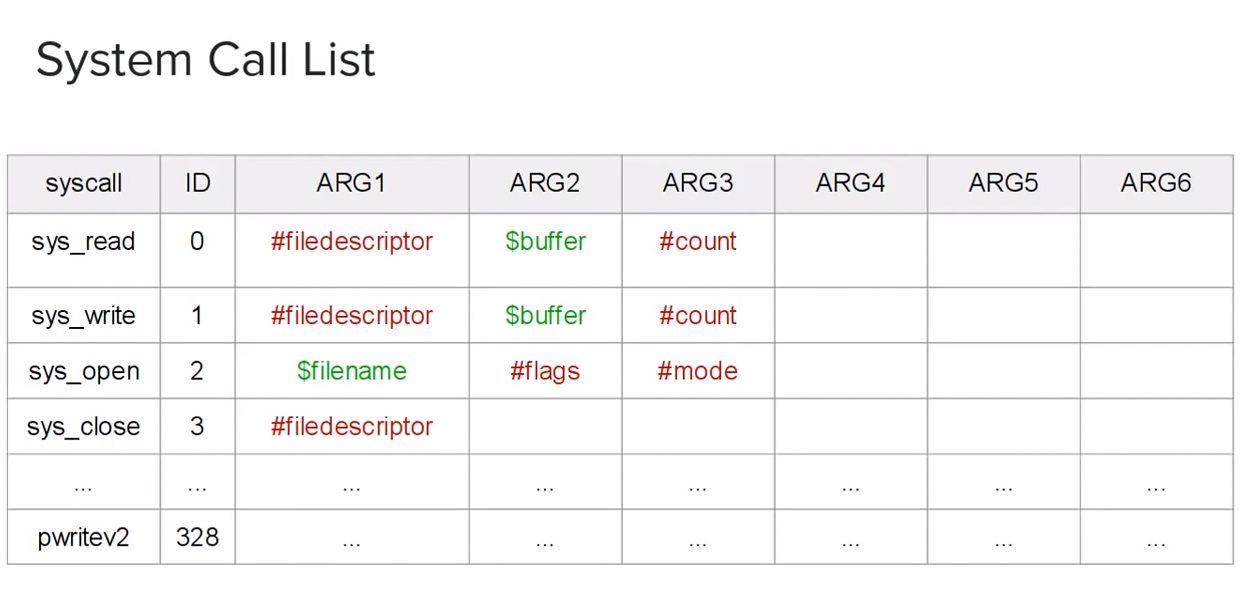 System Call List
syscall ID ARG1 ARG2 ARG3 ARG4 ARG5 ARG6
sys_read 0 #filedescriptor $buffer #count
sys_write 1 #filedescriptor $buffer #count
sys_open 2 $filename #flags #mode
sys_close 3 #filedescriptor
... ... ... ... ... ... ... ...
pwritev2 328 ... ... ... ... ... ...